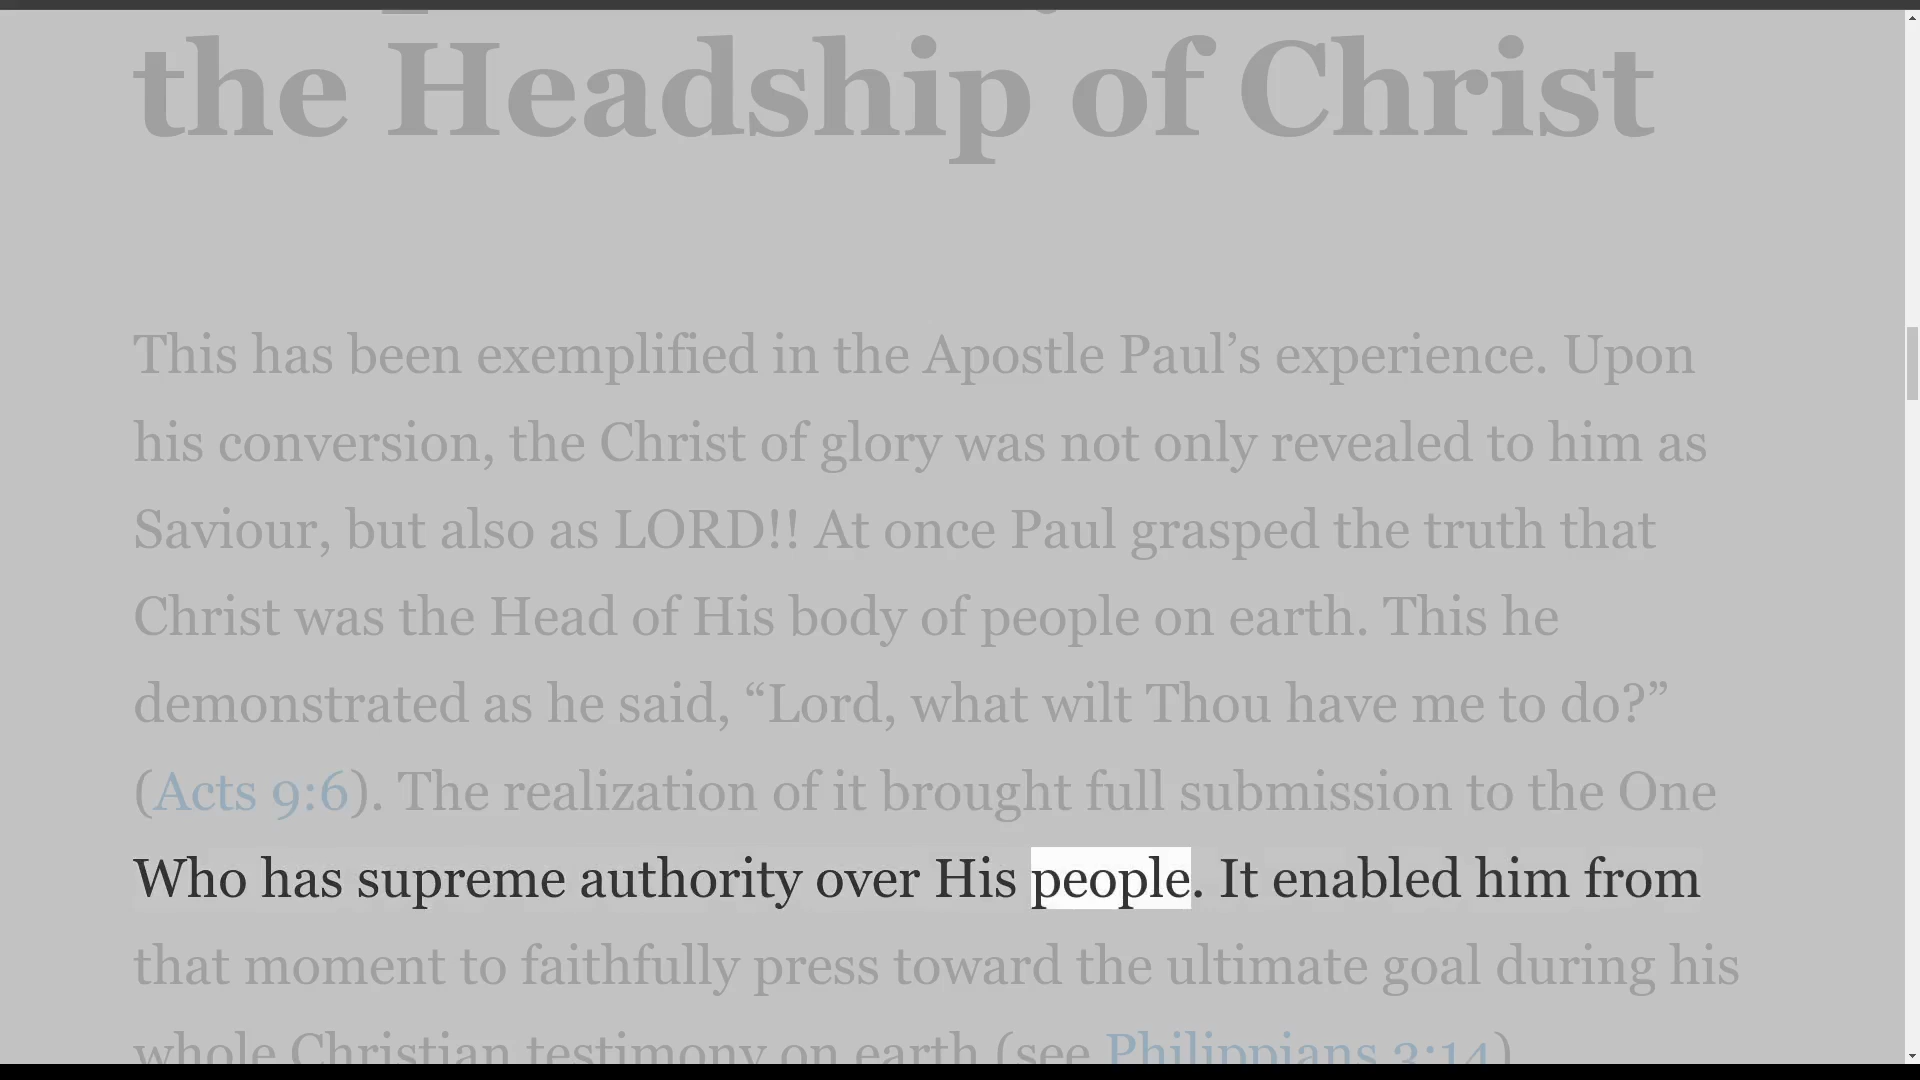 the Headship of Christ
This has been exemplified in the Apostle Paul’s experience. Upon
his conversion, the Christ of glory was not only revealed to him as
Saviour, but also as LORD!! At once Paul grasped the truth that
Christ was the Head of His body of people on earth. This he
demonstrated as he said, “Lord, what wilt Thou have me to do?”
(Acts 9:6). The realization of it brought full submission to the One
Who has supreme authority over His people. It enabled him from
that moment to faithfully press toward the ultimate goal during his
whole Christian testimony on earth (see Philippians 3:14)